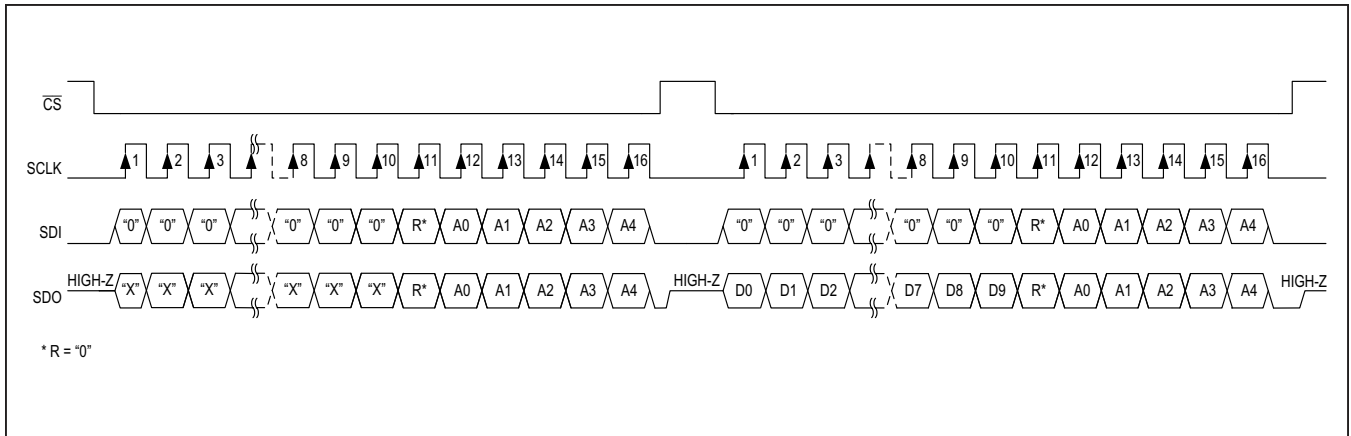 CS
SCLK 1 2 3 8 9 10 11 12 13 14 15 16 1 2 3 8 9 10 11 12 13 14 15 16
SDI “0” “0” “0” “0” “0” “0” R* A0 A1 A2 A3 A4 “0” “0” “0” “0” “0” “0” R* A0 A1 A2 A3 A4
SDO HIGH-Z “X” “X” “X” “X” “X” “X” R* A0 A1 A2 A3 A4 HIGH-Z D0 D1 D2 D7 D8 D9 R* A0 A1 A2 A3 A4 HIGH-Z
* R = “0”